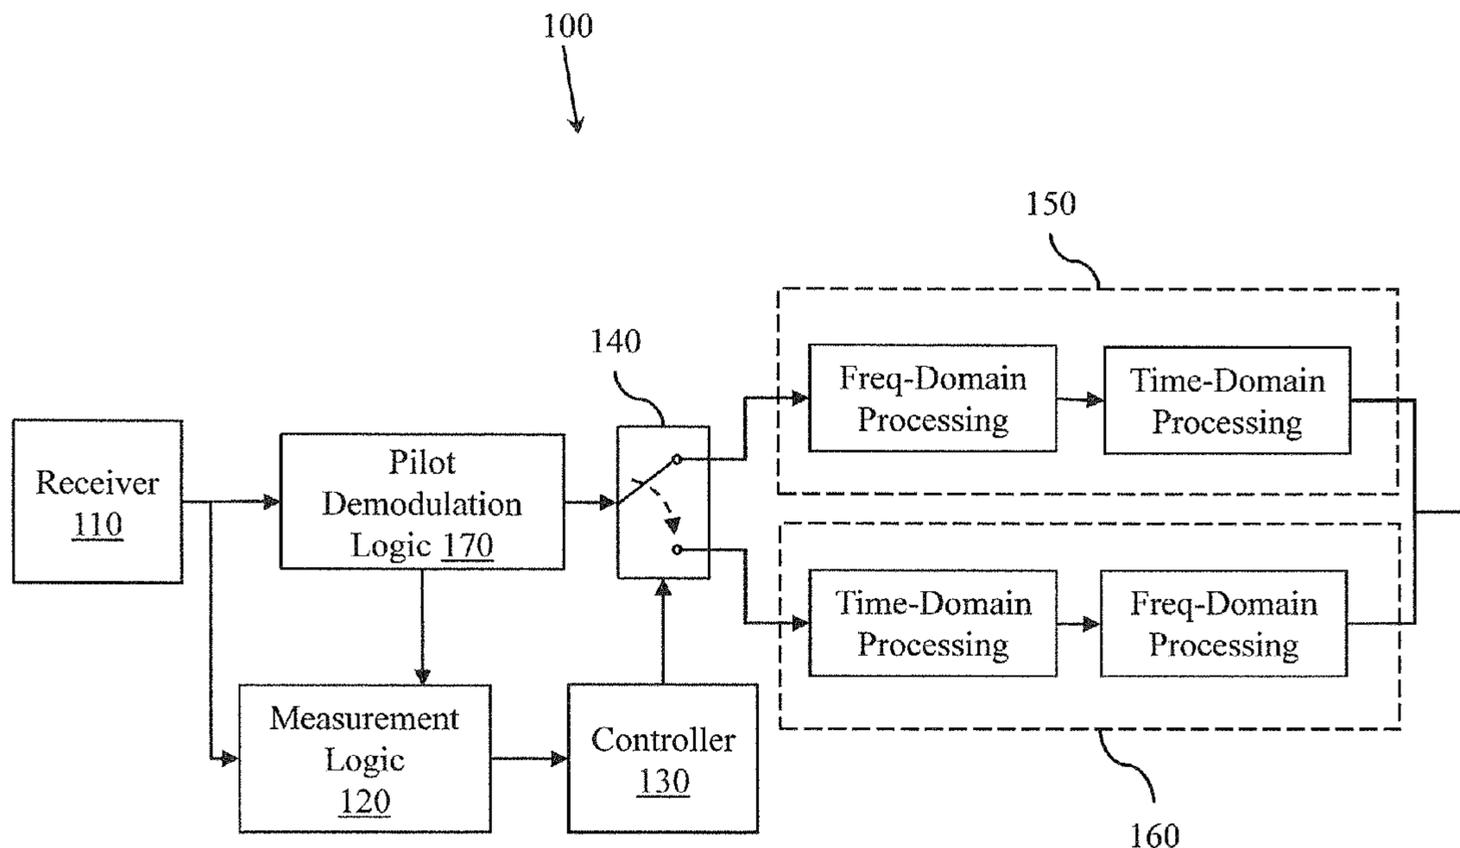 100
150
140
Freq-Domain
Processing
Time-Domain
Processing
Receiver
110
Pilot
Demodulation
Logic 170
Time-Domain
Processing
Freq-Domain
Processing
Measurement
Logic
120
Controller
130
160